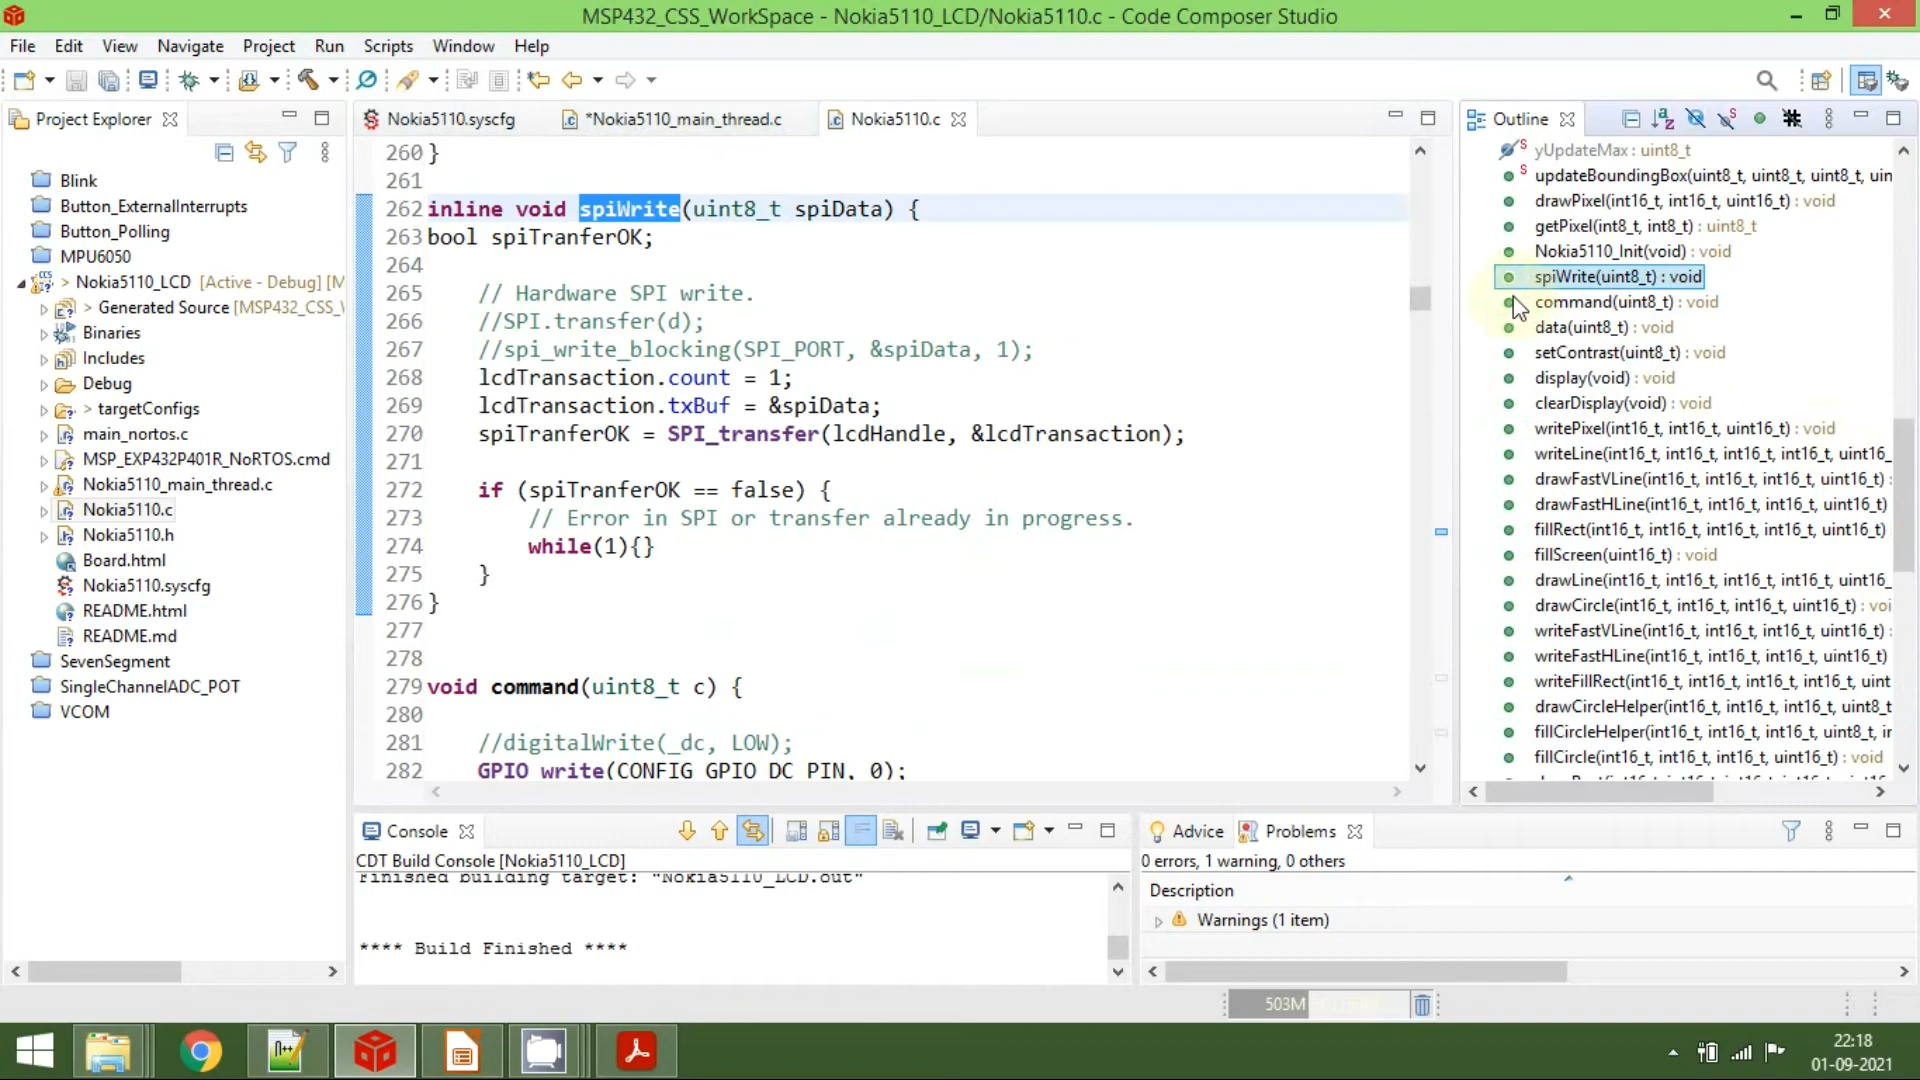 MSP432_CSS_WorkSpace - Nokia5110_LCD/Nokia5110.c - Code Composer Studio
File Edit View Navigate Project Run Scripts Window Help
Project Explorer
Blink
Button_ExternalInterrupts
Button_Polling
MPU6050
> Nokia5110_LCD [Active - Debug] [M
> Generated Source [MSP432_CSS_V
Binaries
Includes
Debug
> targetConfigs
main_nortos.c
MSP_EXP432P401R_NoRTOS.cmd
Nokia5110_main_thread.c
Nokia5110.c
Nokia5110.h
Board.html
Nokia5110.syscfg
README.html
README.md
SevenSegment
SingleChannelADC_POT
VCOM
Nokia5110.syscfg *Nokia5110_main_thread.c Nokia5110.c
260 }
261
262 inline void spiWrite(uint8_t spiData) {
263 bool spiTranferOK;
264
265 // Hardware SPI write.
266 //SPI.transfer(d);
267 //spi_write_blocking(SPI_PORT, &spiData, 1);
268 lcdTransaction.count = 1;
269 lcdTransaction.txBuf = &spiData;
270 spiTranferOK = SPI_transfer(lcdHandle, &lcdTransaction);
271
272 if (spiTranferOK == false) {
273 // Error in SPI or transfer already in progress.
274 while(1){}
275 }
276 }
277
278
279 void command(uint8_t c) {
280
281 //digitalWrite(_dc, LOW);
282 GPIO_write(CONFIG_GPIO_DC_PIN, 0);
Outline
yUpdateMax : uint8_t
updateBoundingBox(uint8_t, uint8_t, uint8_t, uin
drawPixel(int16_t, int16_t, uint16_t) : void
getPixel(int8_t, int8_t) : uint8_t
Nokia5110_Init(void) : void
spiWrite(uint8_t) : void
command(uint8_t) : void
data(uint8_t) : void
setContrast(uint8_t) : void
display(void) : void
clearDisplay(void) : void
writePixel(int16_t, int16_t, uint16_t) : void
writeLine(int16_t, int16_t, int16_t, int16_t, uint16_
drawFastVLine(int16_t, int16_t, int16_t, uint16_t) :
drawFastHLine(int16_t, int16_t, int16_t, uint16_t)
fillRect(int16_t, int16_t, int16_t, int16_t, uint16_t)
fillScreen(uint16_t) : void
drawLine(int16_t, int16_t, int16_t, int16_t, uint16_
drawCircle(int16_t, int16_t, int16_t, uint16_t) : voi
writeFastVLine(int16_t, int16_t, int16_t, uint16_t) :
writeFastHLine(int16_t, int16_t, int16_t, uint16_t)
writeFillRect(int16_t, int16_t, int16_t, int16_t, uint
drawCircleHelper(int16_t, int16_t, int16_t, uint8_t
fillCircleHelper(int16_t, int16_t, int16_t, uint8_t, ir
fillCircle(int16_t, int16_t, int16_t, uint16_t) : void
Console
CDT Build Console [Nokia5110_LCD]
Finished building target: "Nokia5110_LCD.out"
**** Build Finished ****
Advice Problems
0 errors, 1 warning, 0 others
Description
Warnings (1 item)
503M
22:18
01-09-2021